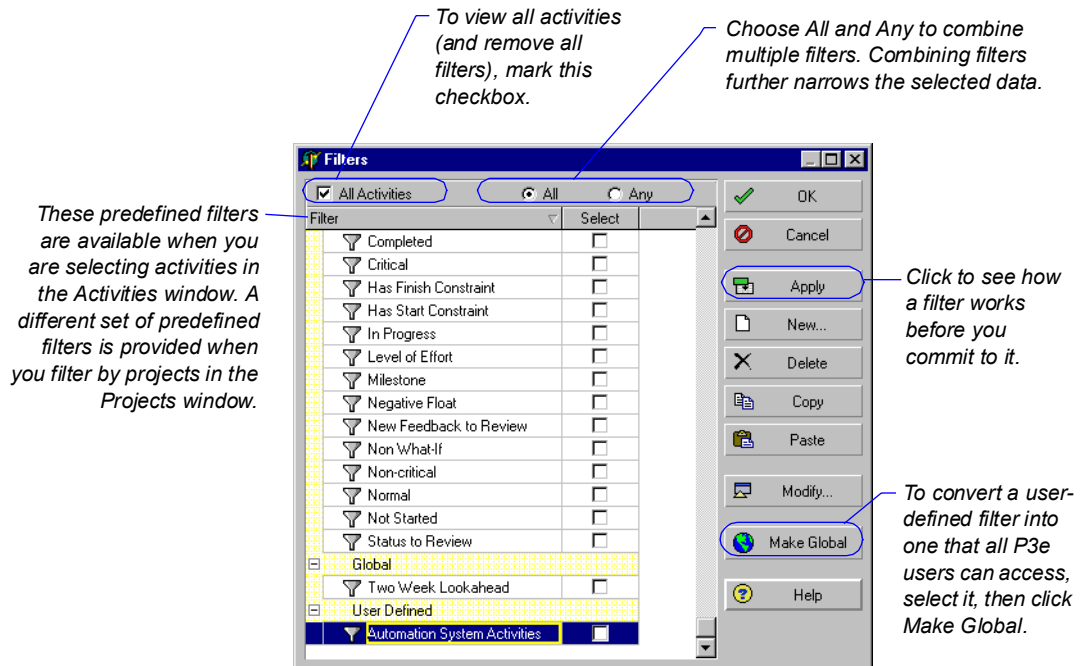 To view all activities
(and remove all
filters), mark this
checkbox.
Choose All and Any to combine
multiple filters. Combining filters
further narrows the selected data.
These predefined filters
are available when you
are selecting activities in
the Activities window. A
different set of predefined
filters is provided when
you filter by projects in the
Projects window.
Filters
All Activities
All
Any
Filter
Select
Completed
Critical
Has Finish Constraint
Has Start Constraint
In Progress
Level of Effort
Milestone
Negative Float
New Feedback to Review
Non What-If
Non-critical
Normal
Not Started
Status to Review
Global
Two Week Lookahead
User Defined
Automation System Activities
OK
Cancel
Apply
New...
Delete
Copy
Paste
Modify...
Make Global
Help
Click to see how
a filter works
before you
commit to it.
To convert a user-
defined filter into
one that all P3e
users can access,
select it, then click
Make Global.